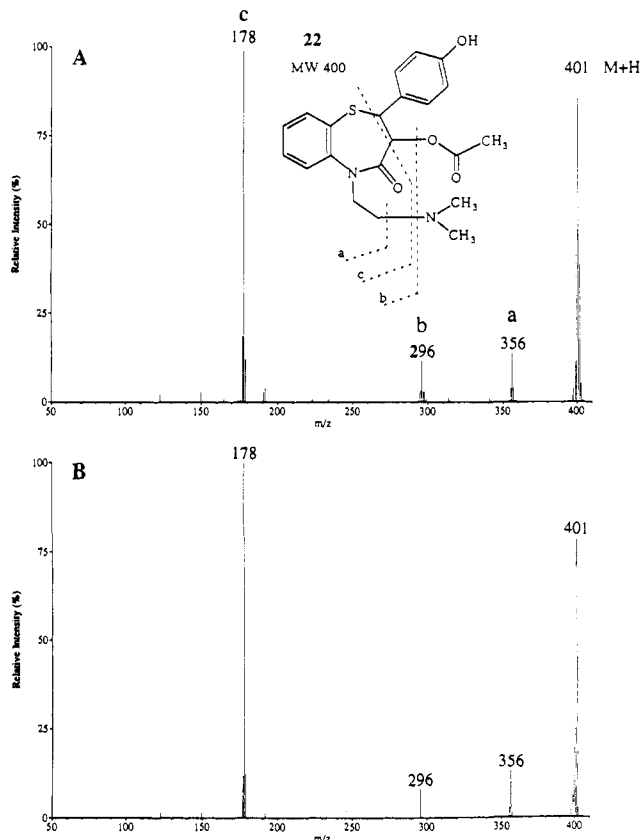 A
c
178
22
MW 400
OH
S
O
CH3
O
N
O
N
CH3
CH3
a
c
b
401 M+H
b
296
a
356
Relative Intensity (%)
100
75
50
25
0
50 100 150 200 250 300 350 400
m/z
B
178
401
296
356
Relative Intensity (%)
100
75
50
25
0
50 100 150 200 250 300 350 400
m/z